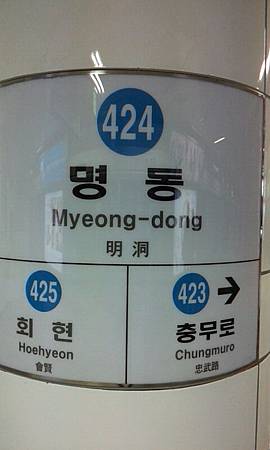 424
명 동
Myeong-dong
明 洞
425
회 현
Hoehyeon
會賢
423 →
충무로
Chungmuro
忠武路